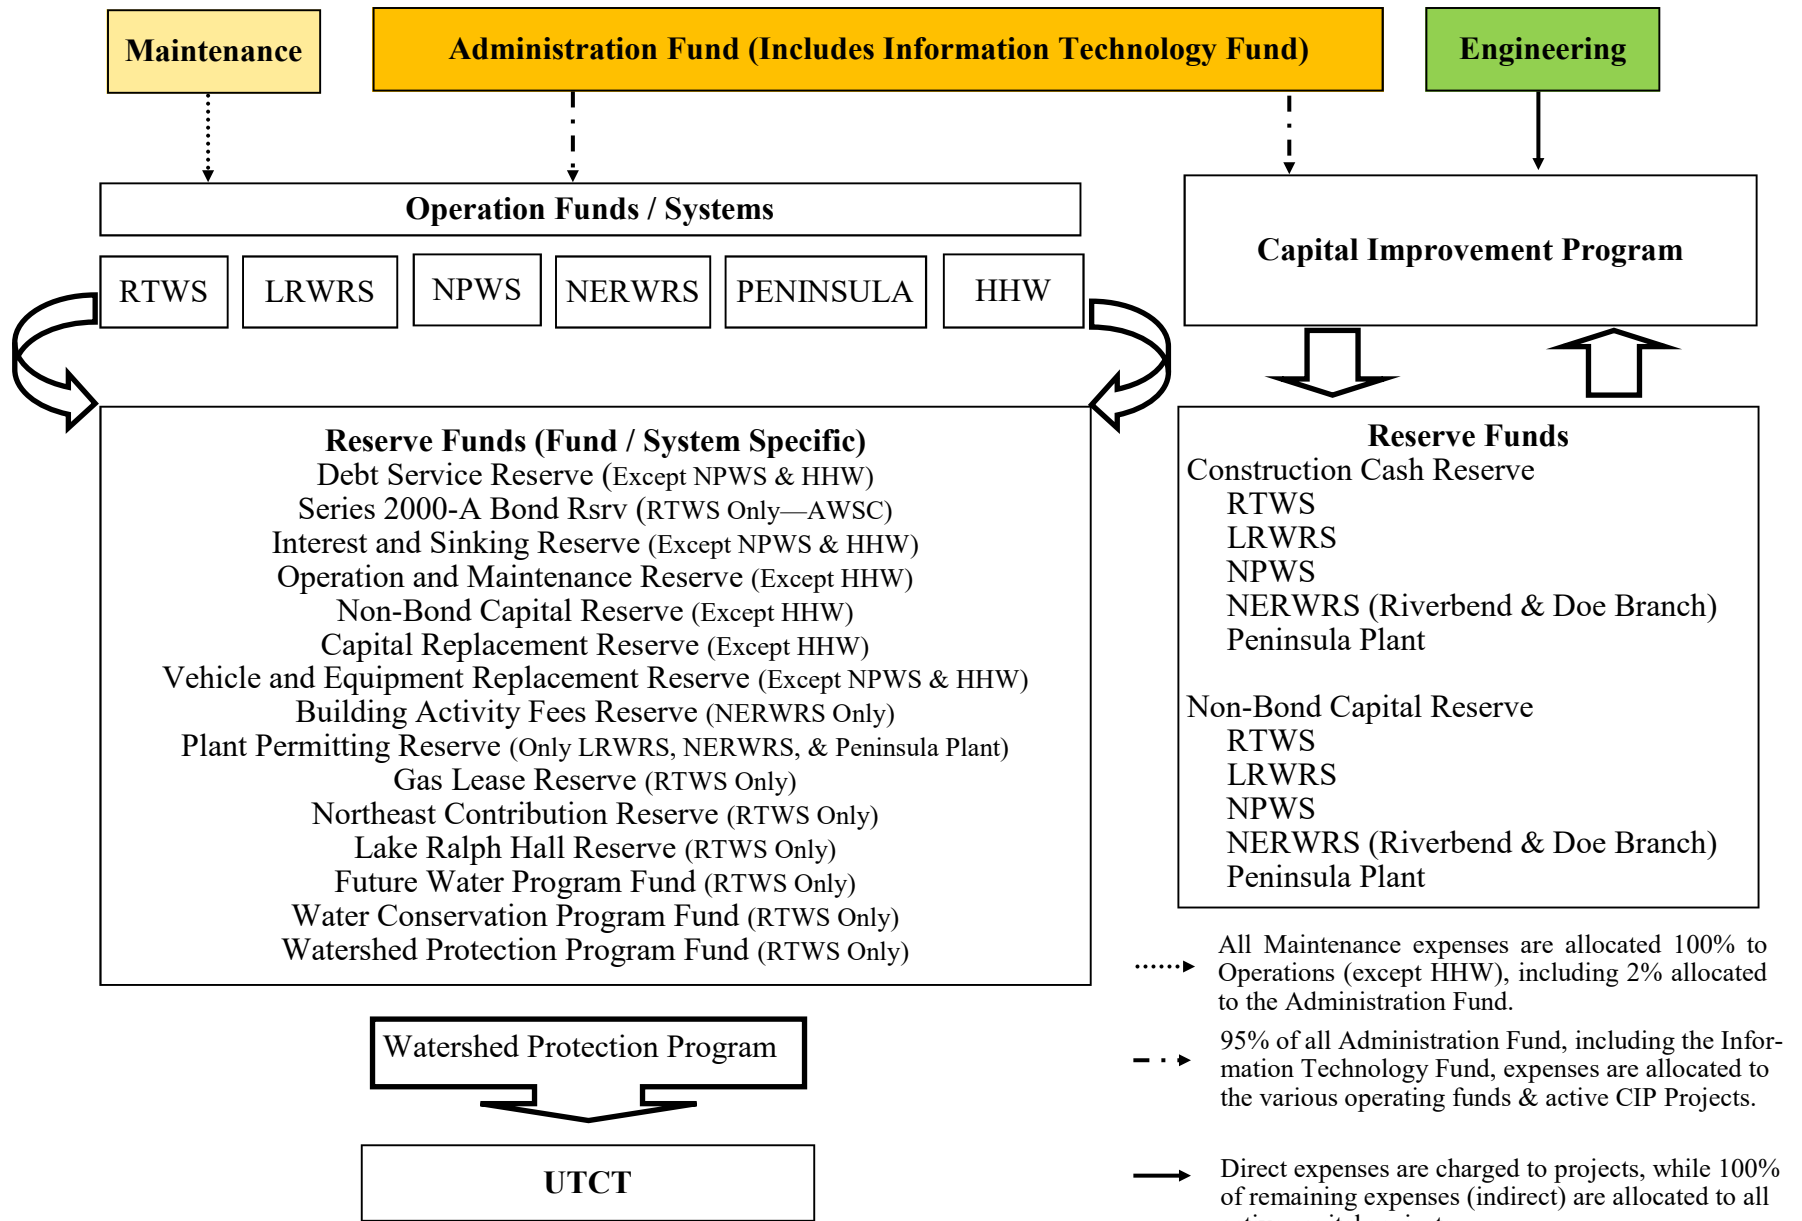 Maintenance
Administration Fund (Includes Information Technology Fund)
Engineering
Operation Funds / Systems
Capital Improvement Program
RTWS
LRWRS
NPWS
NERWRS
PENINSULA
HHW
Reserve Funds (Fund / System Specific)
Debt Service Reserve (Except NPWS & HHW)
Series 2000-A Bond Rsrv (RTWS Only—AWSC)
Interest and Sinking Reserve (Except NPWS & HHW)
Operation and Maintenance Reserve (Except HHW)
Non-Bond Capital Reserve (Except HHW)
Capital Replacement Reserve (Except HHW)
Vehicle and Equipment Replacement Reserve (Except NPWS & HHW)
Building Activity Fees Reserve (NERWRS Only)
Plant Permitting Reserve (Only LRWRS, NERWRS, & Peninsula Plant)
Gas Lease Reserve (RTWS Only)
Northeast Contribution Reserve (RTWS Only)
Lake Ralph Hall Reserve (RTWS Only)
Future Water Program Fund (RTWS Only)
Water Conservation Program Fund (RTWS Only)
Watershed Protection Program Fund (RTWS Only)
Reserve Funds
Construction Cash Reserve
RTWS
LRWRS
NPWS
NERWRS (Riverbend & Doe Branch)
Peninsula Plant
Non-Bond Capital Reserve
RTWS
LRWRS
NPWS
NERWRS (Riverbend & Doe Branch)
Peninsula Plant
Watershed Protection Program
UTCT
All Maintenance expenses are allocated 100% to
Operations (except HHW), including 2% allocated
to the Administration Fund.
95% of all Administration Fund, including the Infor-
mation Technology Fund, expenses are allocated to
the various operating funds & active CIP Projects.
Direct expenses are charged to projects, while 100%
of remaining expenses (indirect) are allocated to all